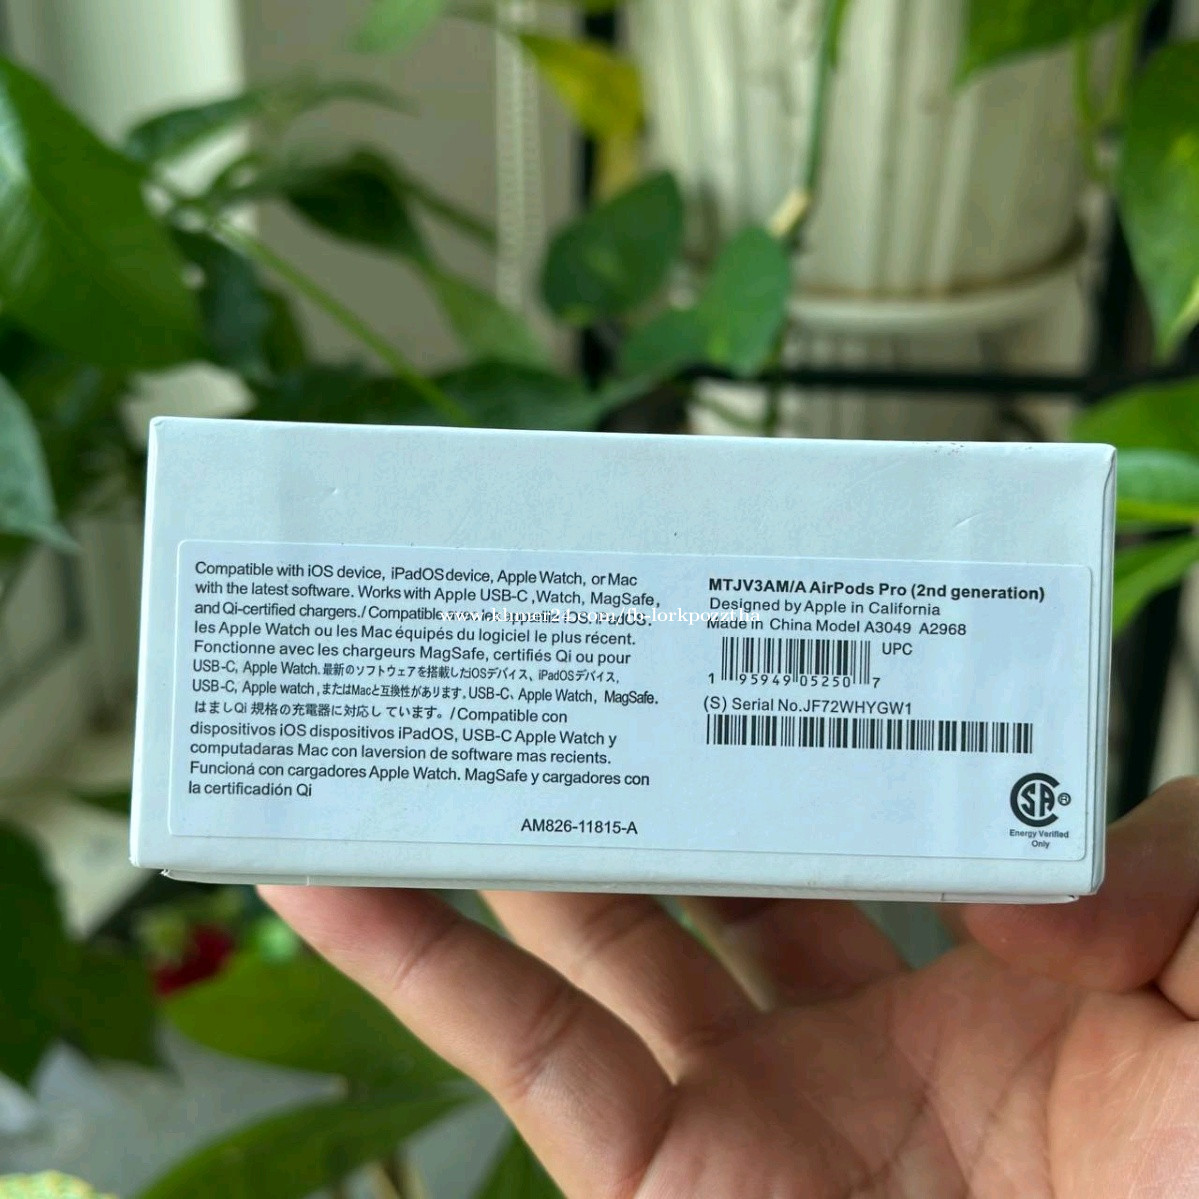 Compatible with iOS device, iPadOSdevice, Apple Watch, or Mac
with the latest software. Works with Apple USB-C ,Watch, MagSafe,
and Qi-certified chargers./ Compatible iPadOS.
www.khmer24.com/fb-lorkpozztha
les Apple Watch ou les Mac équipés du logiciel le plus récent.
Fonctionne avec les chargeurs MagSafe, certifiés Qi ou pour
USB-C, Apple Watch. 最新のソフトウェアを搭載したiOSデバイス、iPadOSデバイス,
USB-C, Apple watch ,またはMacと互換性があります. USB-C、Apple Watch, MagSafe.
はましQi 規格の充電器に対応し ています。/Compatible con
dispositivos iOS dispositivos iPadOS, USB-C Apple Watch y
computadaras Mac con laversion de software mas recients.
Funcioná con cargadores Apple Watch. MagSafe y cargadores con
la certificadión Qi
AM826-11815-A
MTJV3AM/A AirPods Pro (2nd generation)
Designed by Apple in California
Made in China Model A3049 A2968
UPC
1 95949 05250 7
(S) Serial No.JF72WHYGW1
SA ®
Energy Verified
Only